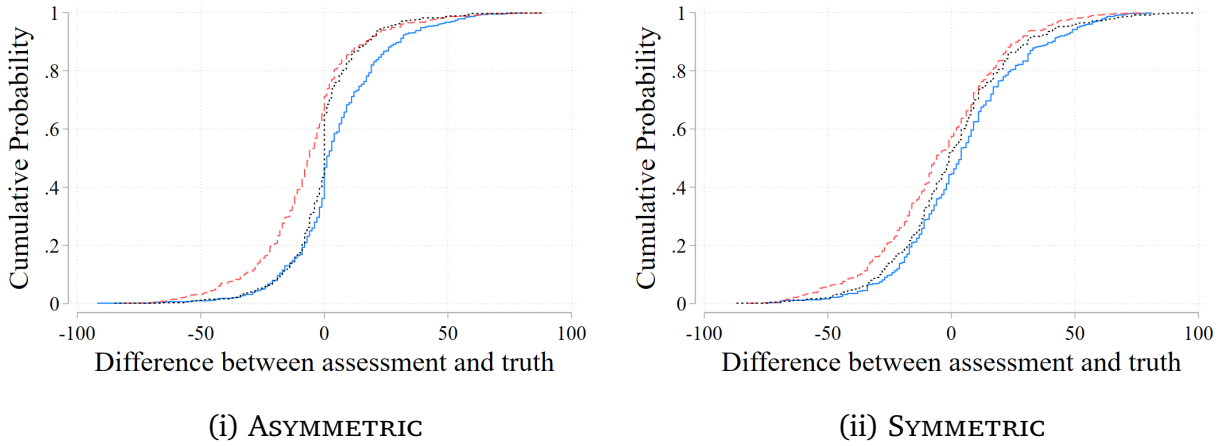 Cumulative Probability
1
.8
.6
.4
.2
0
-100 -50 0 50 100
Difference between assessment and truth
(i) ASYMMETRIC
Cumulative Probability
1
.8
.6
.4
.2
0
-100 -50 0 50 100
Difference between assessment and truth
(ii) SYMMETRIC